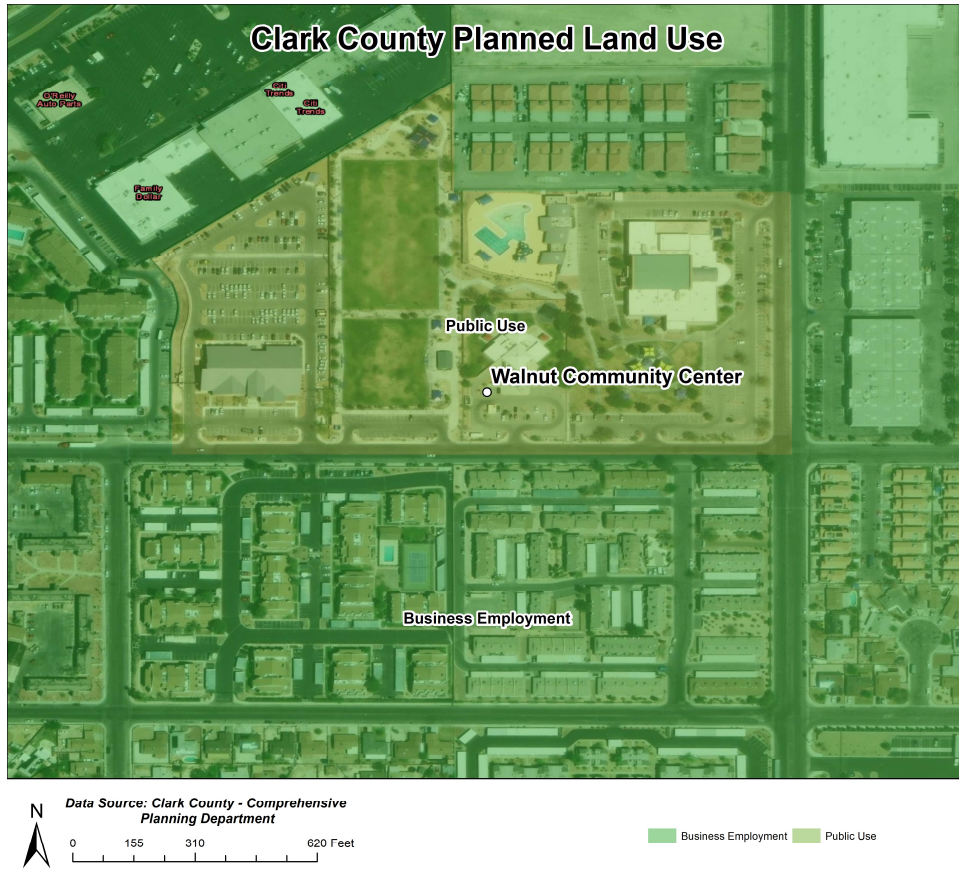 Clark County Planned Land Use
O'Reilly
Auto Parts
Citi
Trends
Citi
Trends
Family
Dollar
Public Use
Walnut Community Center
Business Employment
N
Data Source: Clark County - Comprehensive
Planning Department
0 155 310 620 Feet
Business Employment Public Use